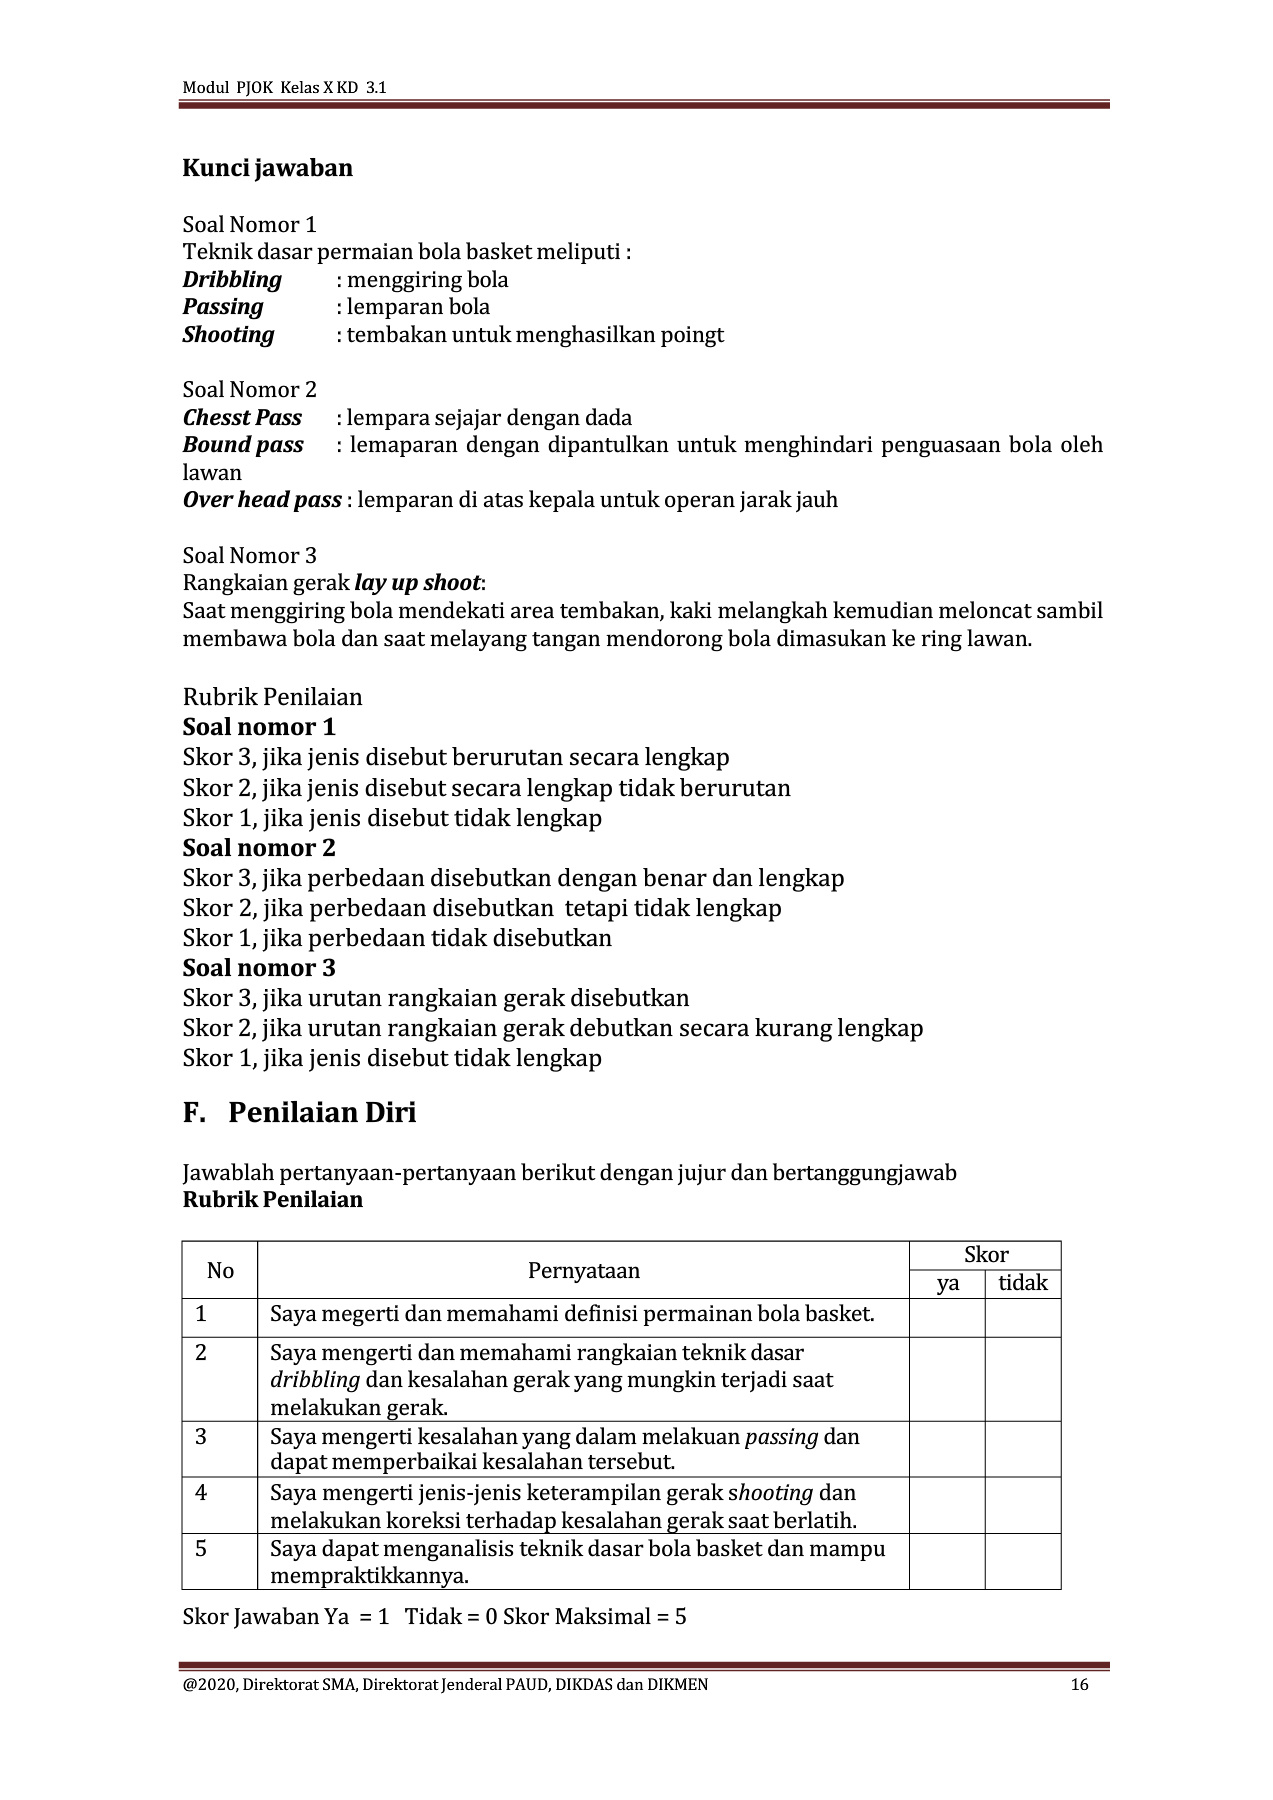 Modul PJOK Kelas X KD 3.1
Kunci jawaban
Soal Nomor 1
Teknik dasar permaian bola basket meliputi :
Dribbling : menggiring bola
Passing : lemparan bola
Shooting : tembakan untuk menghasilkan poingt
Soal Nomor 2
Chesst Pass : lempara sejajar dengan dada
Bound pass : lemaparan dengan dipantulkan untuk menghindari penguasaan bola oleh
lawan
Over head pass : lemparan di atas kepala untuk operan jarak jauh
Soal Nomor 3
Rangkaian gerak lay up shoot:
Saat menggiring bola mendekati area tembakan, kaki melangkah kemudian meloncat sambil
membawa bola dan saat melayang tangan mendorong bola dimasukan ke ring lawan.
Rubrik Penilaian
Soal nomor 1
Skor 3, jika jenis disebut berurutan secara lengkap
Skor 2, jika jenis disebut secara lengkap tidak berurutan
Skor 1, jika jenis disebut tidak lengkap
Soal nomor 2
Skor 3, jika perbedaan disebutkan dengan benar dan lengkap
Skor 2, jika perbedaan disebutkan tetapi tidak lengkap
Skor 1, jika perbedaan tidak disebutkan
Soal nomor 3
Skor 3, jika urutan rangkaian gerak disebutkan
Skor 2, jika urutan rangkaian gerak debutkan secara kurang lengkap
Skor 1, jika jenis disebut tidak lengkap
F. Penilaian Diri
Jawablah pertanyaan-pertanyaan berikut dengan jujur dan bertanggungjawab
Rubrik Penilaian
No Pernyataan Skor
ya tidak
1 Saya megerti dan memahami definisi permainan bola basket.
2 Saya mengerti dan memahami rangkaian teknik dasar
dribbling dan kesalahan gerak yang mungkin terjadi saat
melakukan gerak.
3 Saya mengerti kesalahan yang dalam melakuan passing dan
dapat memperbaikai kesalahan tersebut.
4 Saya mengerti jenis-jenis keterampilan gerak shooting dan
melakukan koreksi terhadap kesalahan gerak saat berlatih.
5 Saya dapat menganalisis teknik dasar bola basket dan mampu
mempraktikkannya.
Skor Jawaban Ya = 1 Tidak = 0 Skor Maksimal = 5
@2020, Direktorat SMA, Direktorat Jenderal PAUD, DIKDAS dan DIKMEN 16